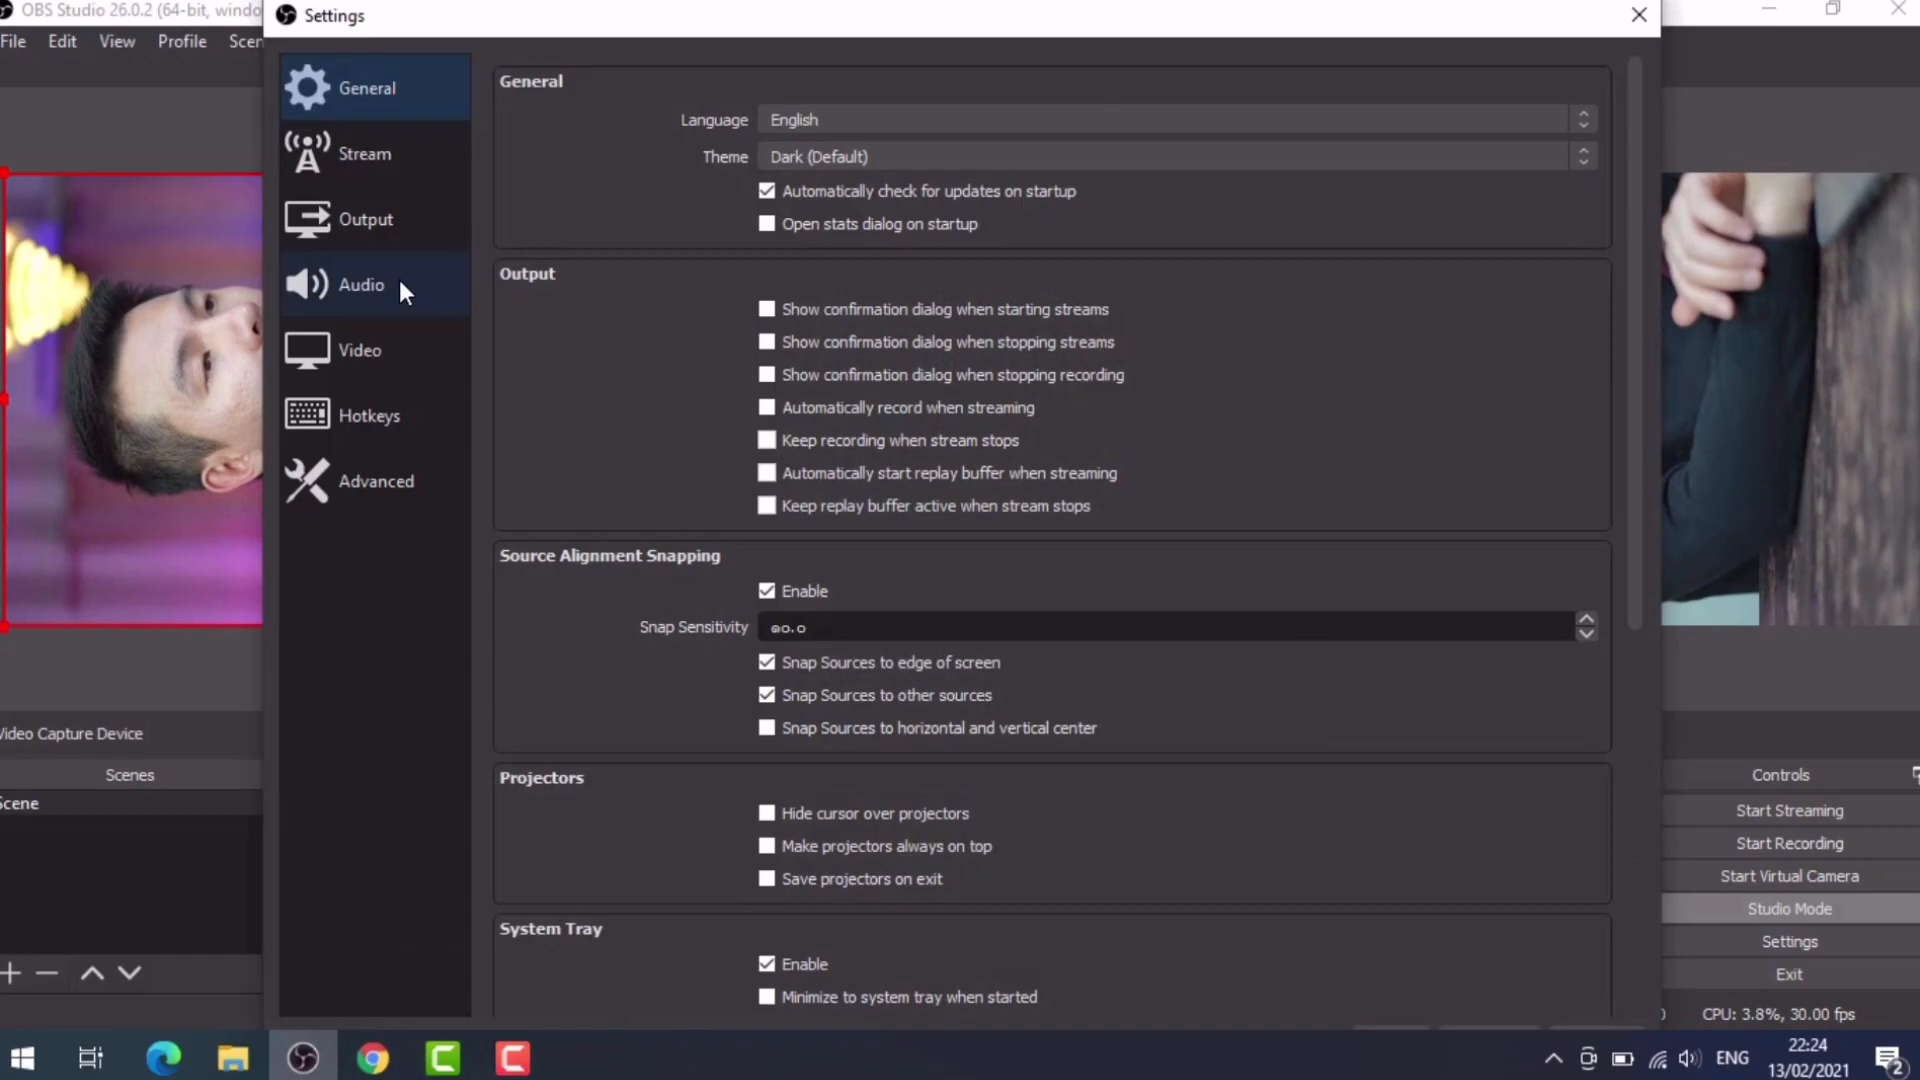 OBS Studio 26.0.2 (64-bit, windo
Settings
File Edit View Profile Scen
General
Stream
Output
Audio
Video
Hotkeys
Advanced
General
Language English
Theme Dark (Default)
Automatically check for updates on startup
Open stats dialog on startup
Output
Show confirmation dialog when starting streams
Show confirmation dialog when stopping streams
Show confirmation dialog when stopping recording
Automatically record when streaming
Keep recording when stream stops
Automatically start replay buffer when streaming
Keep replay buffer active when stream stops
Source Alignment Snapping
Enable
Snap Sensitivity ๑๐.๐
Snap Sources to edge of screen
Snap Sources to other sources
Snap Sources to horizontal and vertical center
Projectors
Hide cursor over projectors
Make projectors always on top
Save projectors on exit
System Tray
Enable
Minimize to system tray when started
Video Capture Device
Scenes
Scene
Controls
Start Streaming
Start Recording
Start Virtual Camera
Studio Mode
Settings
Exit
0 CPU: 3.8%, 30.00 fps
ENG
22:24
13/02/2021
2